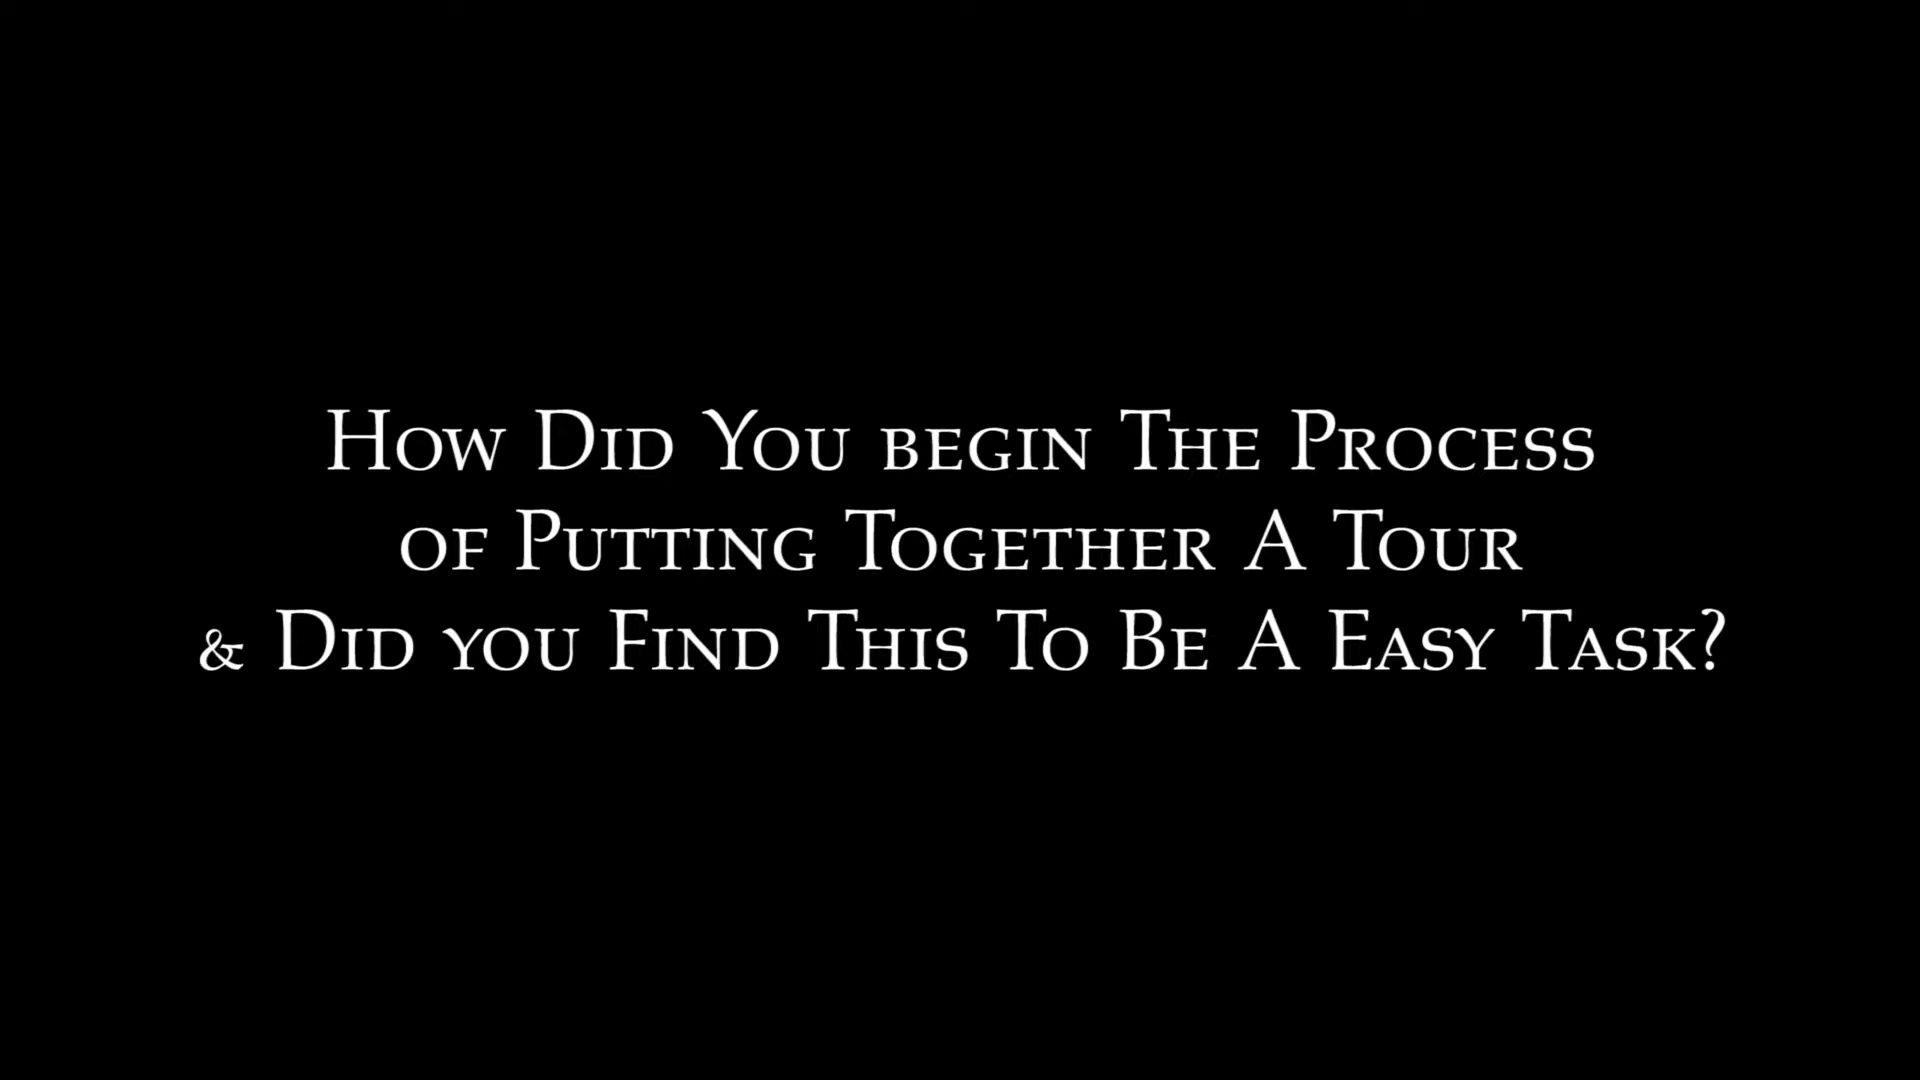 How Did You begin The Process
of Putting Together A Tour
& Did you Find This To Be A Easy Task?